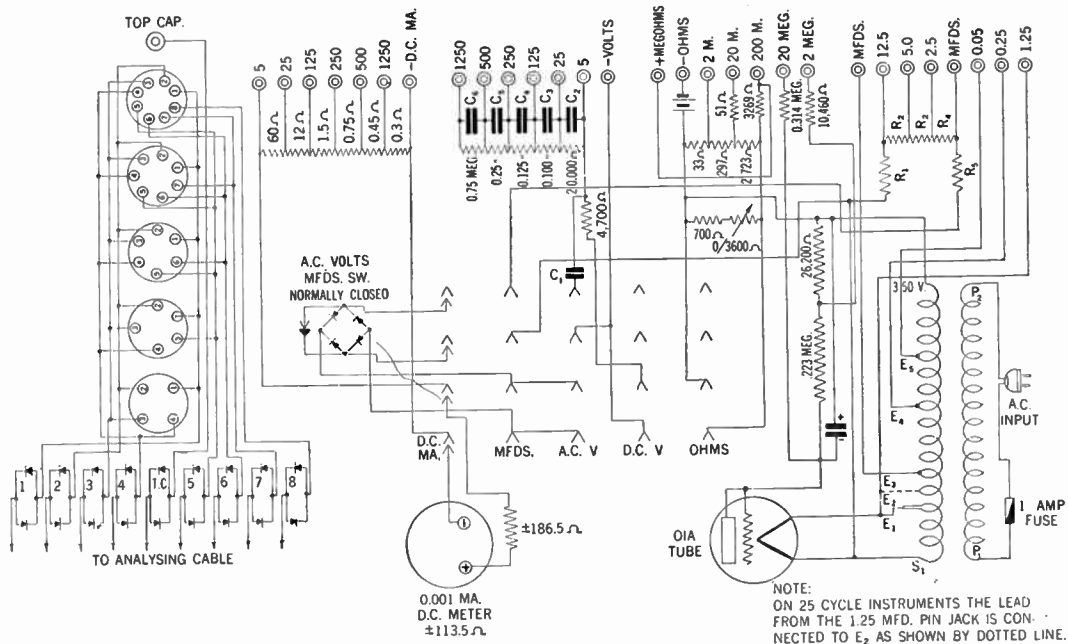 TOP CAP.
5
25
125
250
500
1250
-D.C. MA.
60Ω
12Ω
1.5Ω
0.75Ω
0.45Ω
0.3Ω
1250
500
250
125
25
5
-VOLTS
C6
C5
C4
C3
C2
0.75 MEG.
0.25 "
0.125 "
0.100 "
20,000Ω
4,700Ω
C1
+MEGOHMS
-OHMS
2 M.
20 M.
200 M.
20 MEG.
2 MEG.
51Ω
3269Ω
0.314 MEG.
10,460Ω
33Ω
297Ω
2723Ω
700Ω
0/3600Ω
26,200Ω
.223 MEG.
MFDS.
12.5
5.0
2.5
MFDS.
0.05
0.25
1.25
R2
R4
R5
350 V.
P2
E5
E4
E3
E2
E1
S1
P1
A.C.
INPUT
1 AMP
FUSE
A.C. VOLTS
MFDS. SW.
NORMALLY CLOSED
D.C.
MA.
MFDS.
A.C. V
D.C. V
OHMS
1
2
3
4
T.C
5
6
7
8
TO ANALYSING CABLE
±186.5Ω
0.001 MA.
D.C. METER
±113.5Ω
O1A
TUBE
NOTE:
ON 25 CYCLE INSTRUMENTS THE LEAD
FROM THE 1.25 MFD. PIN JACK IS CON-
NECTED TO E2 AS SHOWN BY DOTTED LINE.